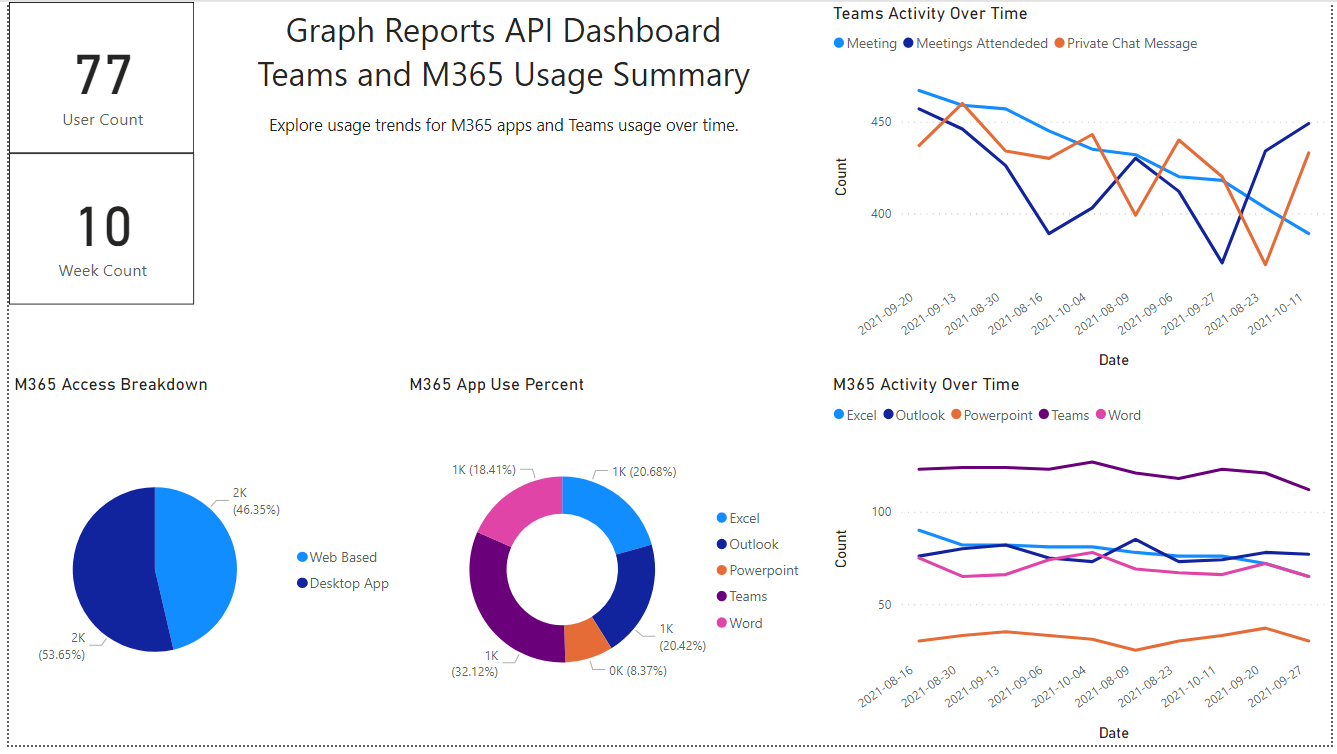 77
User Count
10
Week Count
Graph Reports API Dashboard
Teams and M365 Usage Summary
Explore usage trends for M365 apps and Teams usage over time.
Teams Activity Over Time
Meeting Meetings Attendeded Private Chat Message
450
400
Count
2021-09-20 2021-09-13 2021-08-30 2021-08-16 2021-10-04 2021-08-09 2021-09-06 2021-09-27 2021-08-23 2021-10-11
Date
M365 Access Breakdown
2K
(46.35%)
2K
(53.65%)
Web Based
Desktop App
M365 App Use Percent
1K (18.41%)
1K (20.68%)
1K
(20.42%)
0K (8.37%)
1K
(32.12%)
Excel
Outlook
Powerpoint
Teams
Word
M365 Activity Over Time
Excel Outlook Powerpoint Teams Word
100
50
Count
2021-08-16 2021-08-30 2021-09-13 2021-09-06 2021-10-04 2021-08-09 2021-08-23 2021-10-11 2021-09-20 2021-09-27
Date